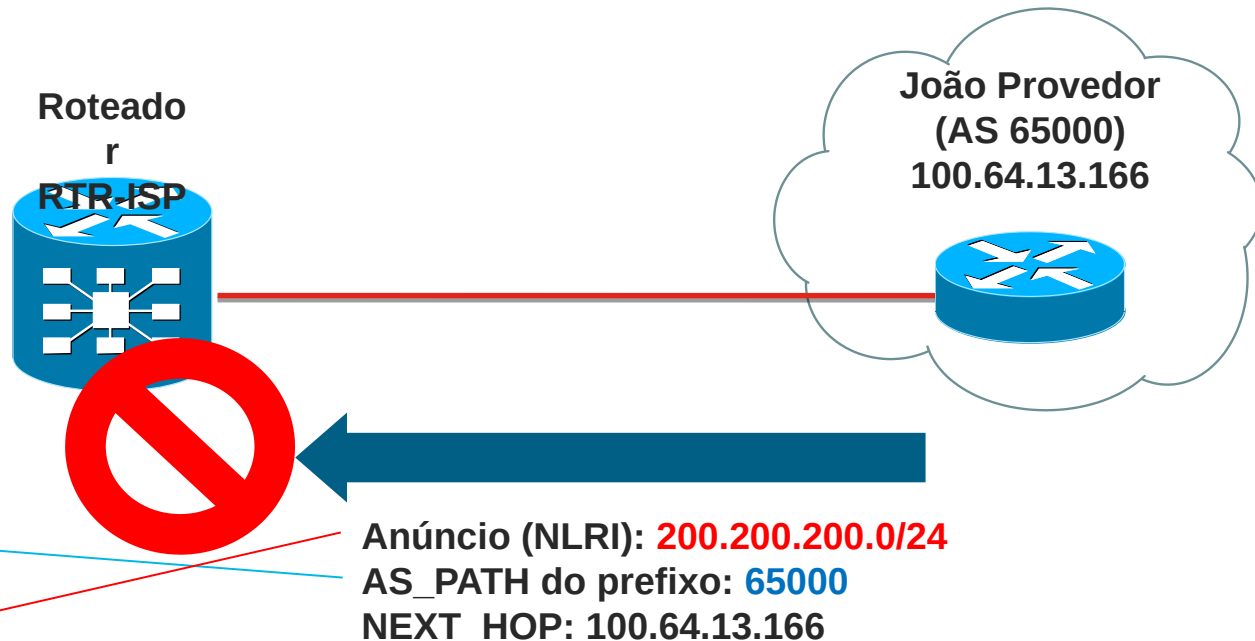 Roteado
r
RTR-ISP
João Provedor
(AS 65000)
100.64.13.166
Anúncio (NLRI): 200.200.200.0/24
AS_PATH do prefixo: 65000
NEXT_HOP: 100.64.13.166